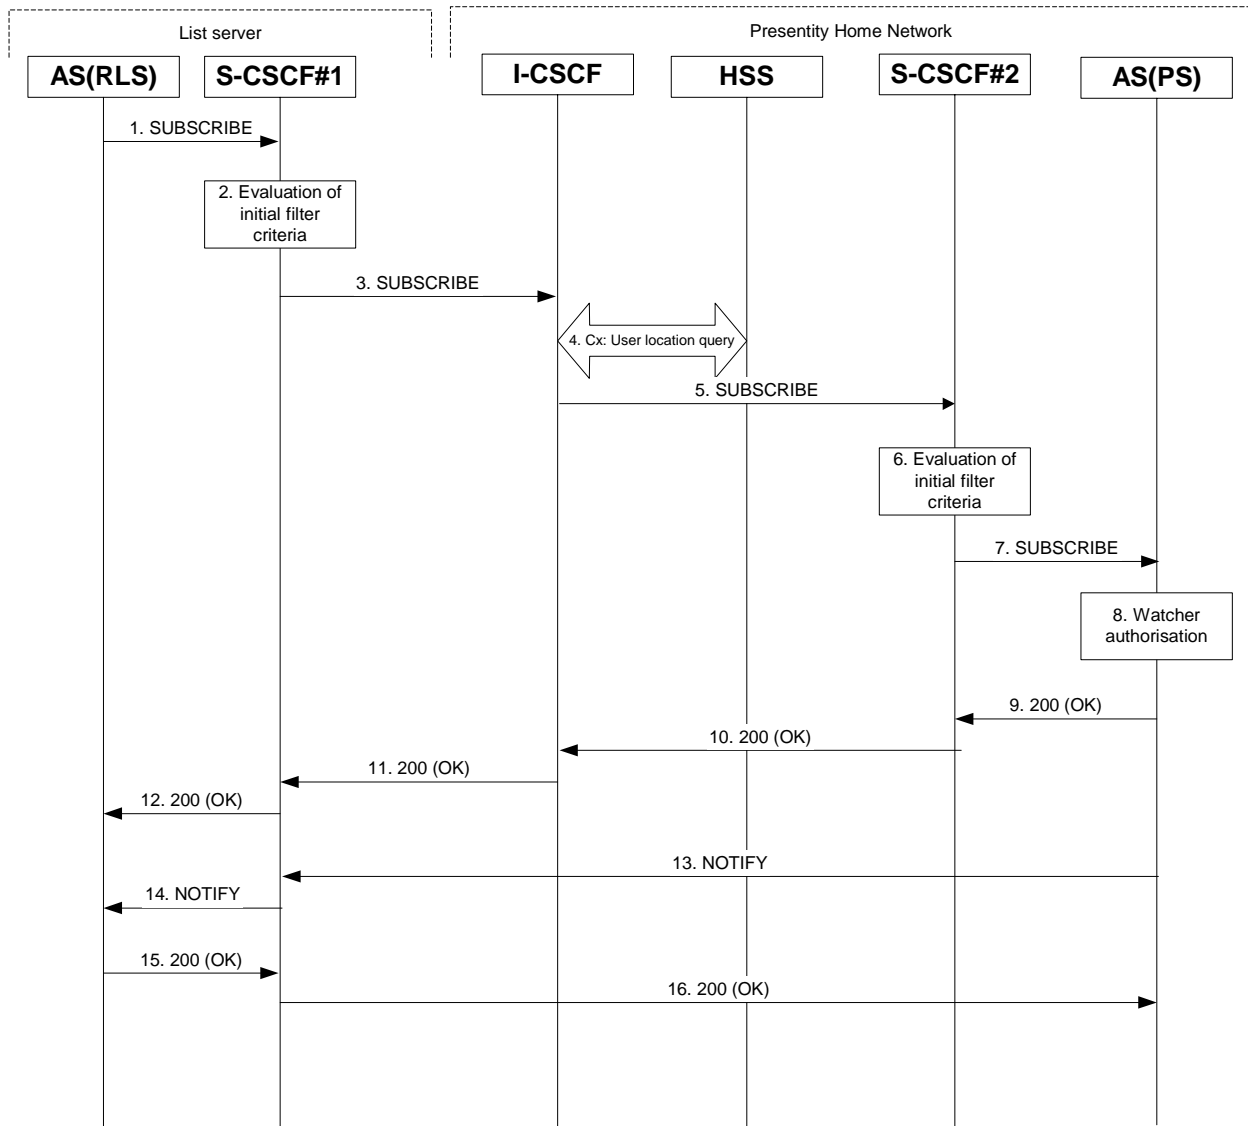 List server
Presentity Home Network
AS(RLS)
S-CSCF#1
I-CSCF
HSS
S-CSCF#2
AS(PS)
1. SUBSCRIBE
2. Evaluation of
initial filter
criteria
3. SUBSCRIBE
4. Cx: User location query
5. SUBSCRIBE
6. Evaluation of
initial filter
criteria
7. SUBSCRIBE
8. Watcher
authorisation
9. 200 (OK)
10. 200 (OK)
11. 200 (OK)
12. 200 (OK)
13. NOTIFY
14. NOTIFY
15. 200 (OK)
16. 200 (OK)